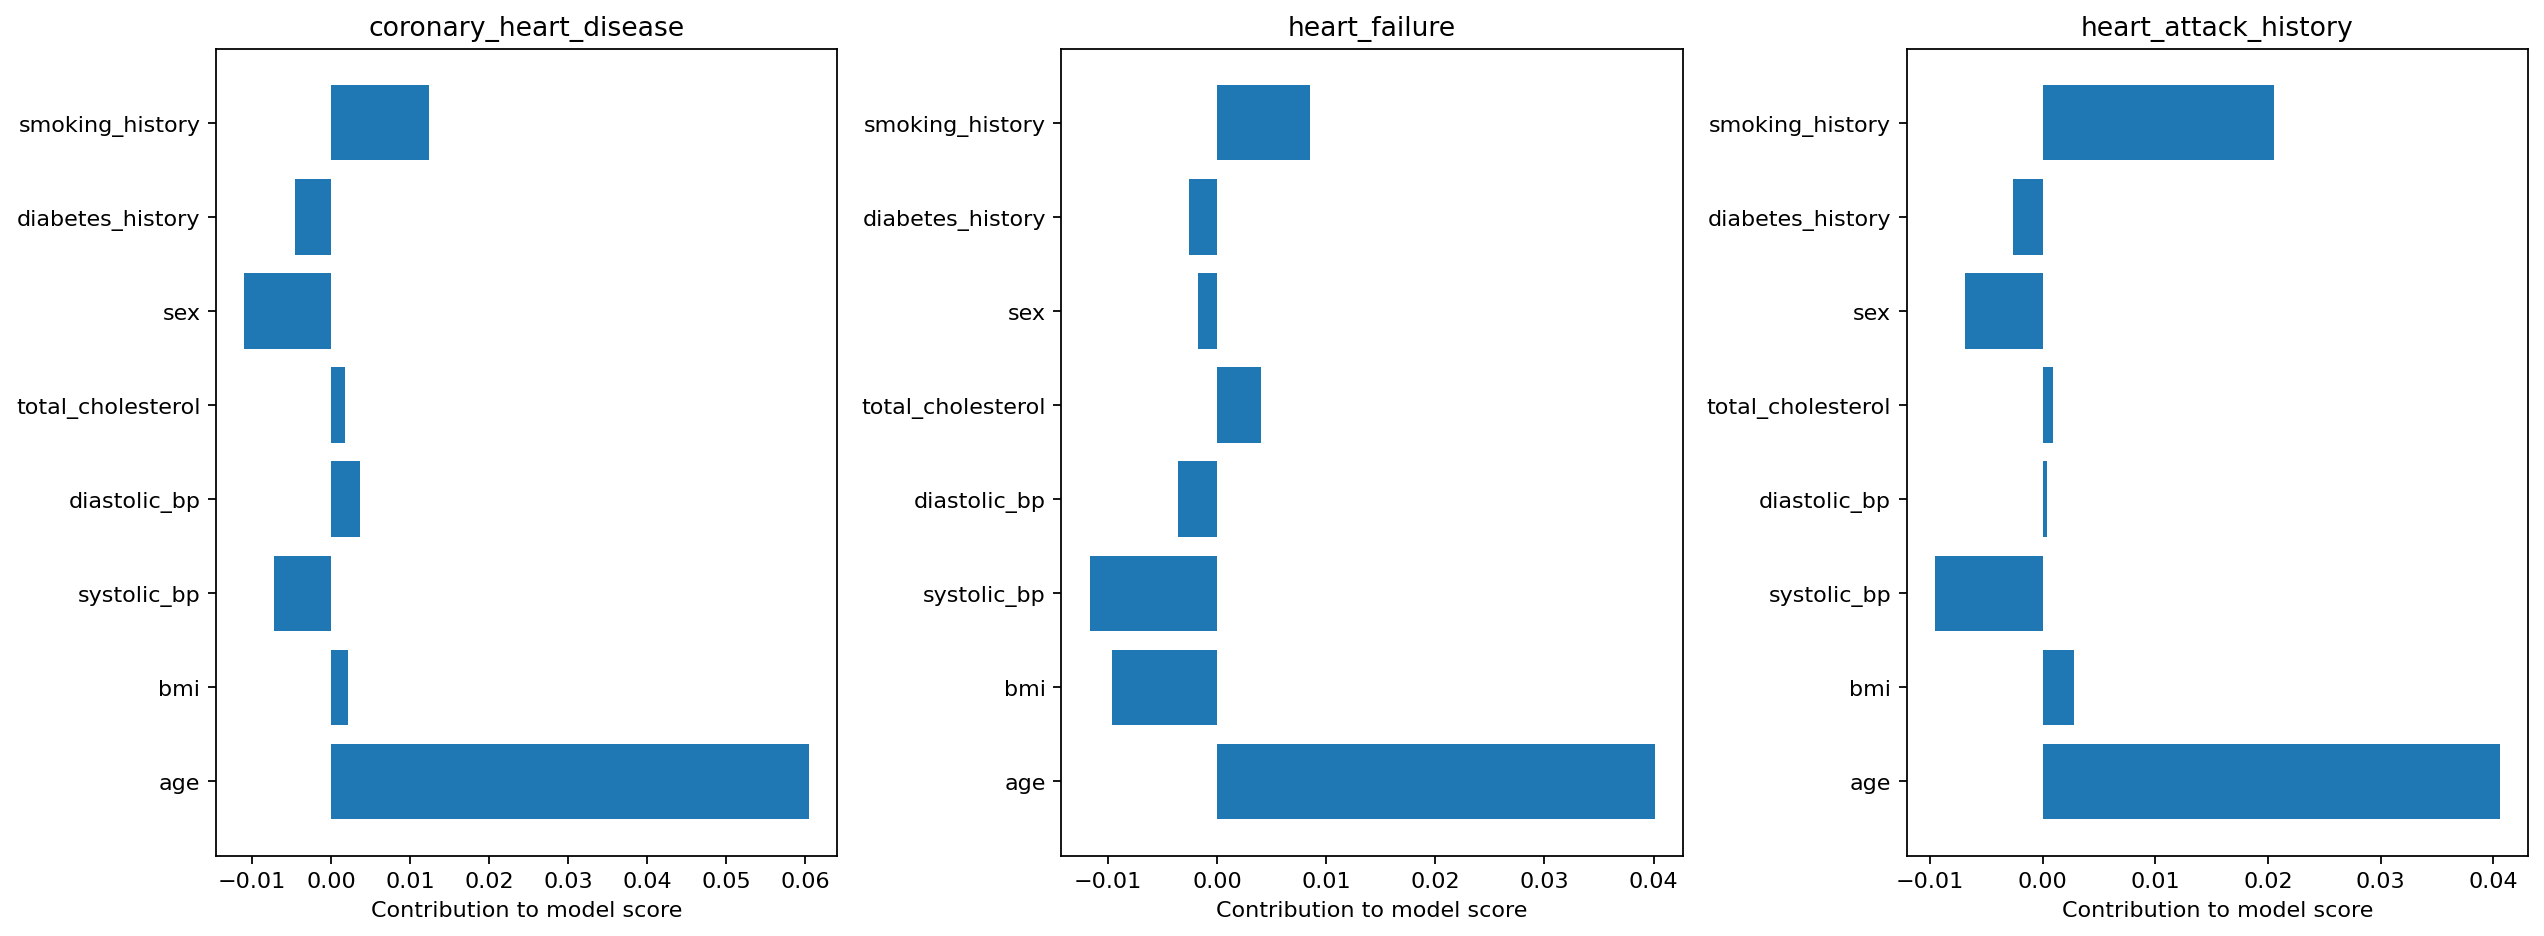 coronary_heart_disease
smoking_history
diabetes_history
sex
total_cholesterol
diastolic_bp
systolic_bp
bmi
age
−0.01 0.00 0.01 0.02 0.03 0.04 0.05 0.06
Contribution to model score
heart_failure
smoking_history
diabetes_history
sex
total_cholesterol
diastolic_bp
systolic_bp
bmi
age
−0.01 0.00 0.01 0.02 0.03 0.04
Contribution to model score
heart_attack_history
smoking_history
diabetes_history
sex
total_cholesterol
diastolic_bp
systolic_bp
bmi
age
−0.01 0.00 0.01 0.02 0.03 0.04
Contribution to model score